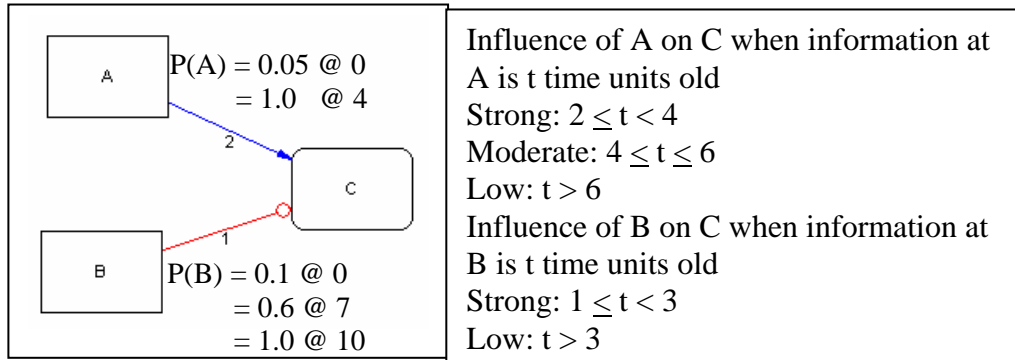 A
P(A) = 0.05 @ 0
= 1.0 @ 4
2
C
1
B
P(B) = 0.1 @ 0
= 0.6 @ 7
= 1.0 @ 10
Influence of A on C when information at
A is t time units old
Strong: 2 ≤ t < 4
Moderate: 4 ≤ t ≤ 6
Low: t > 6
Influence of B on C when information at
B is t time units old
Strong: 1 ≤ t < 3
Low: t > 3